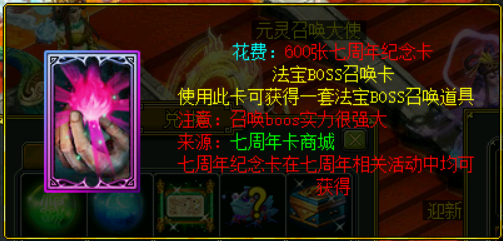 元灵召唤大使
花费：600张七周年纪念卡
法宝BOSS召唤卡
使用此卡可获得一套法宝BOSS召唤道具
注意：召唤boos实力很强大
来源：七周年卡商城
七周年纪念卡在七周年相关活动中均可
获得
迎新